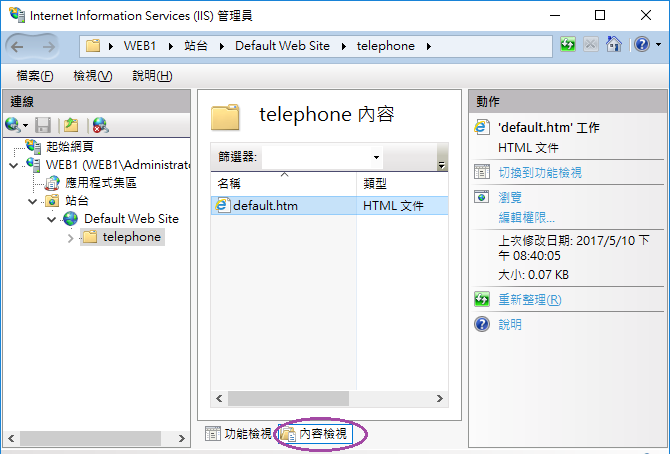 Internet Information Services (IIS) 管理員
WEB1 站台 Default Web Site telephone
檔案(F) 檢視(V) 說明(H)
連線
起始網頁
WEB1 (WEB1\Administrat
應用程式集區
站台
Default Web Site
telephone
telephone 內容
篩選器:
名稱 類型
default.htm HTML 文件
功能檢視 內容檢視
動作
'default.htm' 工作
HTML 文件
切換到功能檢視
瀏覽
編輯權限...
上次修改日期: 2017/5/10 下
午 08:40:05
大小: 0.07 KB
重新整理(R)
說明